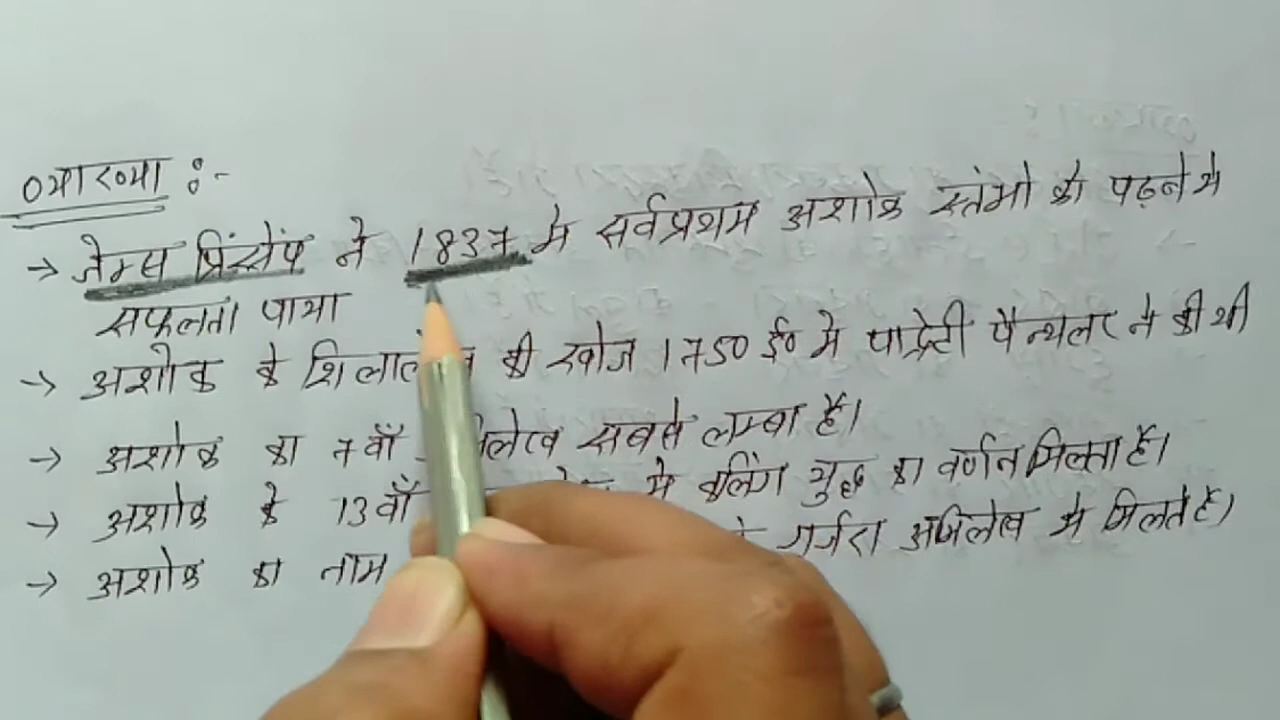 व्याख्या :-
→ जेम्स प्रिंसेप ने 1837 मे सर्वप्रथम अशोक स्तंभो को पढ़ने मे
सफलता पाया
→ अशोक के की खोज 1750 ई० मे पाद्रेटी पैन्थलर ने की थी
→ अशोक का 7वाँ सबसे लम्बा है।
→ अशोक के 13वाँ मे कलिंग युद्ध का वर्णन मिलता है।
→ अशोक का नाम गर्जरा अभिलेख मे मिलते है।